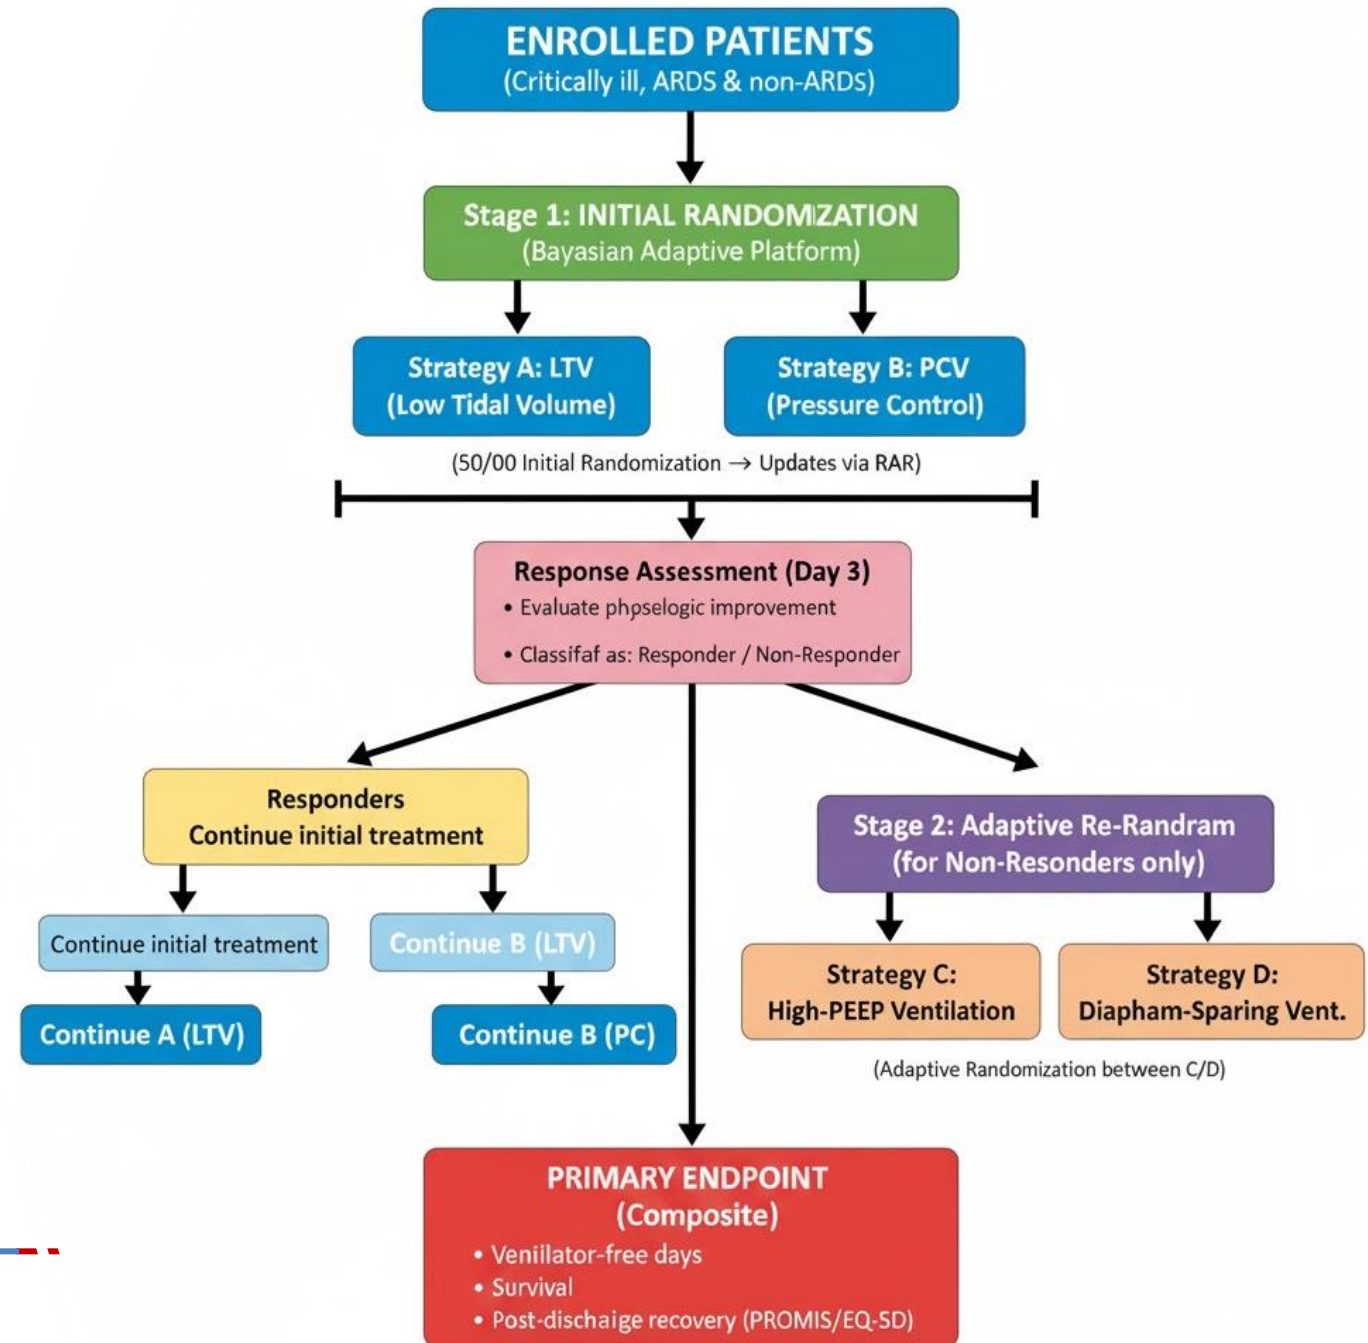 ENROLLED PATIENTS
(Critically ill, ARDS & non-ARDs)
Stage 1: INITIAL RANDOMIZATION
(Bayasian Adaptive Platform)
Strategy A: LTV
(Low Tidal Volume)
Strategy B: PCV
(Pressure Control)
(50/00 Initial Randomization → Updates via RAR)
Response Assessment (Day 3)
• Evaluate phpselogic improvement
• Classifaf as: Responder / Non-Responder
Responders
Continue initial treatment
Stage 2: Adaptive Re-Randram
(for Non-Resonders only)
Continue initial treatment
Continue B (LTV)
Continue A (LTV)
Continue B (PC)
Strategy C:
High-PEEP Ventilation
Strategy D:
Diapham-Sparing Vent.
(Adaptive Randomization between C/D)
PRIMARY ENDPOINT
(Composite)
• Veniillator-free days
• Survival
• Post-dischaige recovery (PROMIS/EQ-5D)